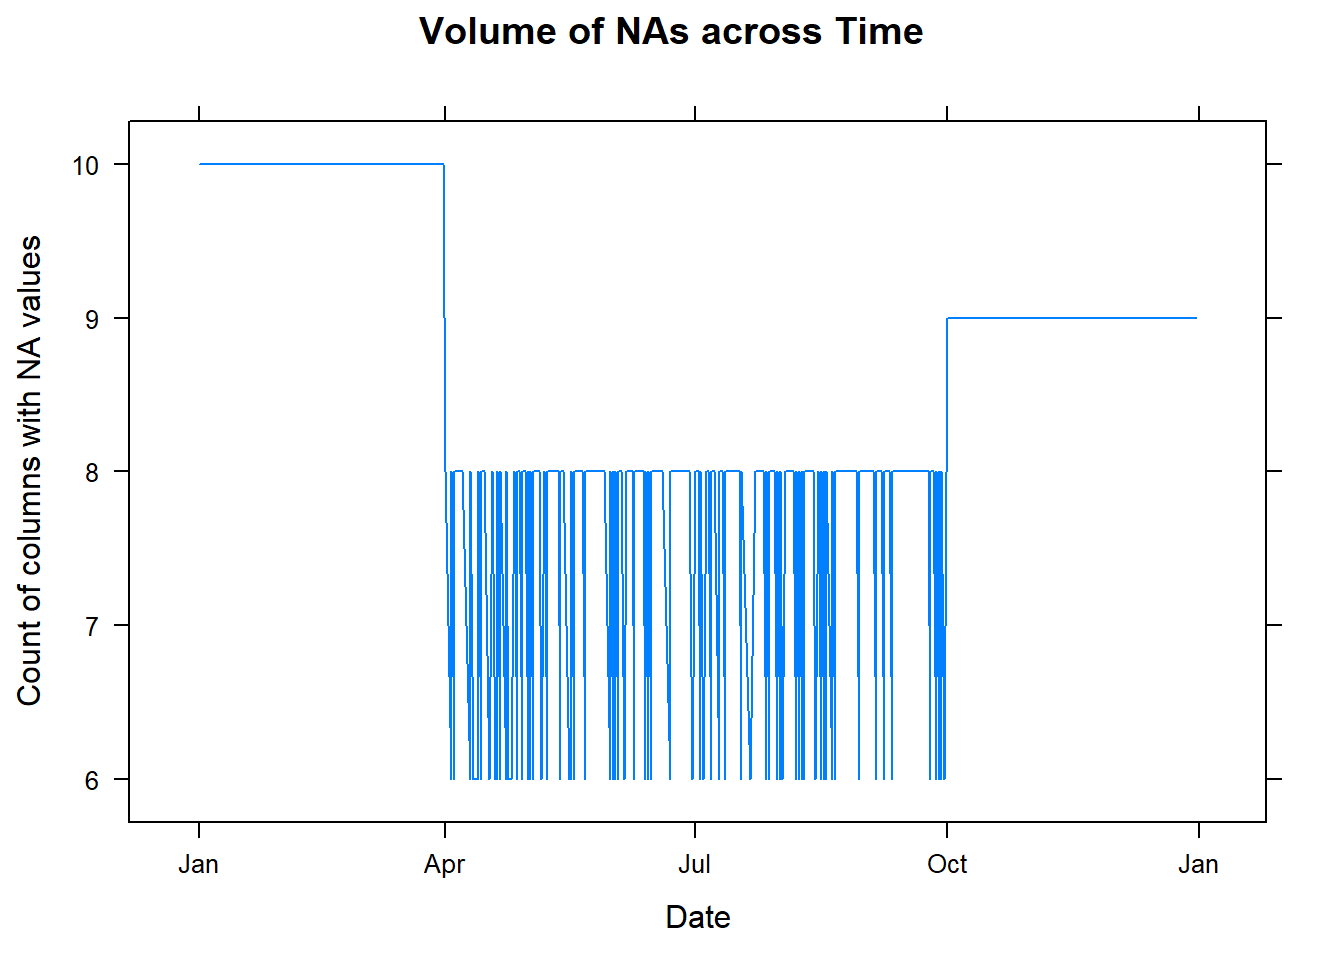 Volume of NAs across Time
Count of columns with NA values
10
9
8
7
6
Jan Apr Jul Oct Jan
Date